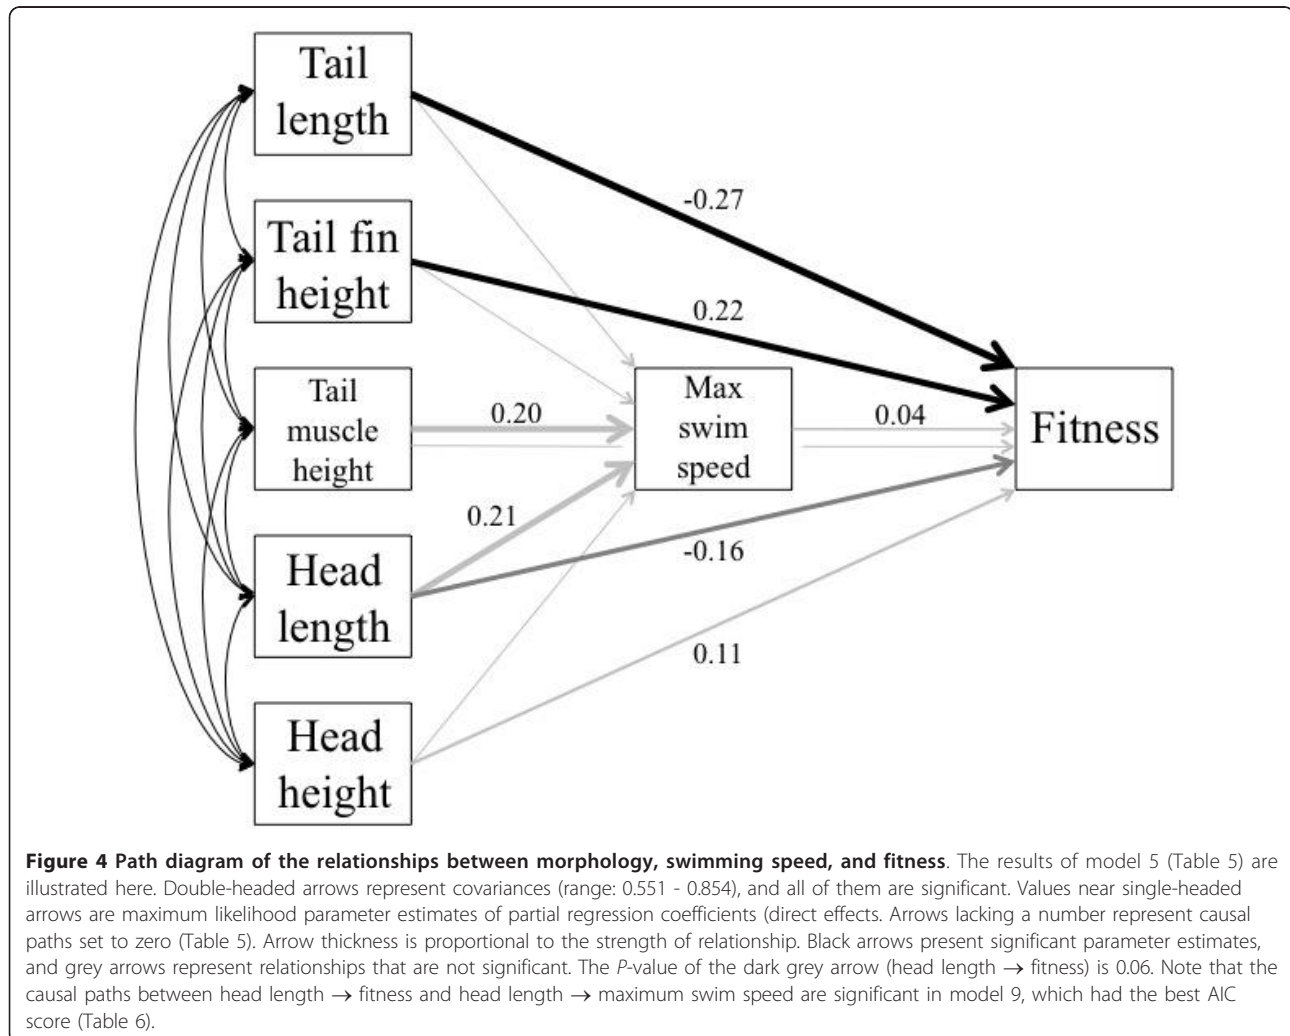 Tail
length
Tail fin
height
Tail
muscle
height
Head
length
Head
height
Max
swim
speed
Fitness
-0.27
0.22
0.20
0.04
0.21
-0.16
0.11
Figure 4 Path diagram of the relationships between morphology, swimming speed, and fitness. The results of model 5 (Table 5) are
illustrated here. Double-headed arrows represent covariances (range: 0.551 - 0.854), and all of them are significant. Values near single-headed
arrows are maximum likelihood parameter estimates of partial regression coefficients (direct effects. Arrows lacking a number represent causal
paths set to zero (Table 5). Arrow thickness is proportional to the strength of relationship. Black arrows present significant parameter estimates,
and grey arrows represent relationships that are not significant. The P-value of the dark grey arrow (head length → fitness) is 0.06. Note that the
causal paths between head length → fitness and head length → maximum swim speed are significant in model 9, which had the best AIC
score (Table 6).